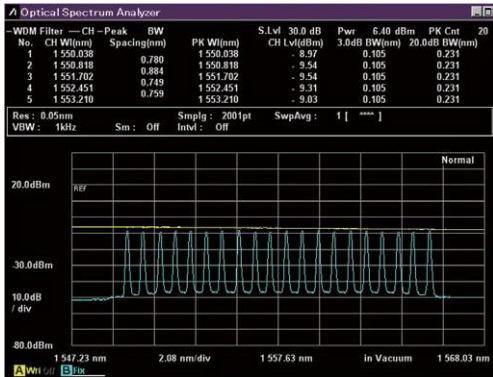 Optical Spectrum Analyzer
WDM Filter — CH – Peak BW S.Lvl 30.0 dB Pwr 6.40 dBm PK Cnt 20
No. CH Wl(nm) Spacing(nm) PK Wl(nm) CH Lvl(dBm) 3.0dB BW(nm) 20.0dB BW(nm)
1 1 550.038 1 550.038 - 8.97 0.105 0.231
0.780
2 1 550.818 1 550.818 - 9.54 0.105 0.231
0.884
3 1 551.702 1 551.702 - 9.54 0.105 0.231
0.749
4 1 552.451 1 552.451 - 9.31 0.105 0.231
0.759
5 1 553.210 1 553.210 - 9.03 0.105 0.231
Res : 0.05nm Smplg : 2001pt SwpAvg : 1 [ **** ]
VBW : 1kHz Sm : Off Intvl : Off
Normal
20.0dBm
REF
-30.0dBm
10.0dB
/ div
-80.0dBm
1 547.23 nm 2.08 nm/div 1 557.63 nm in Vacuum 1 568.03 nm
A Wri Off B Fix